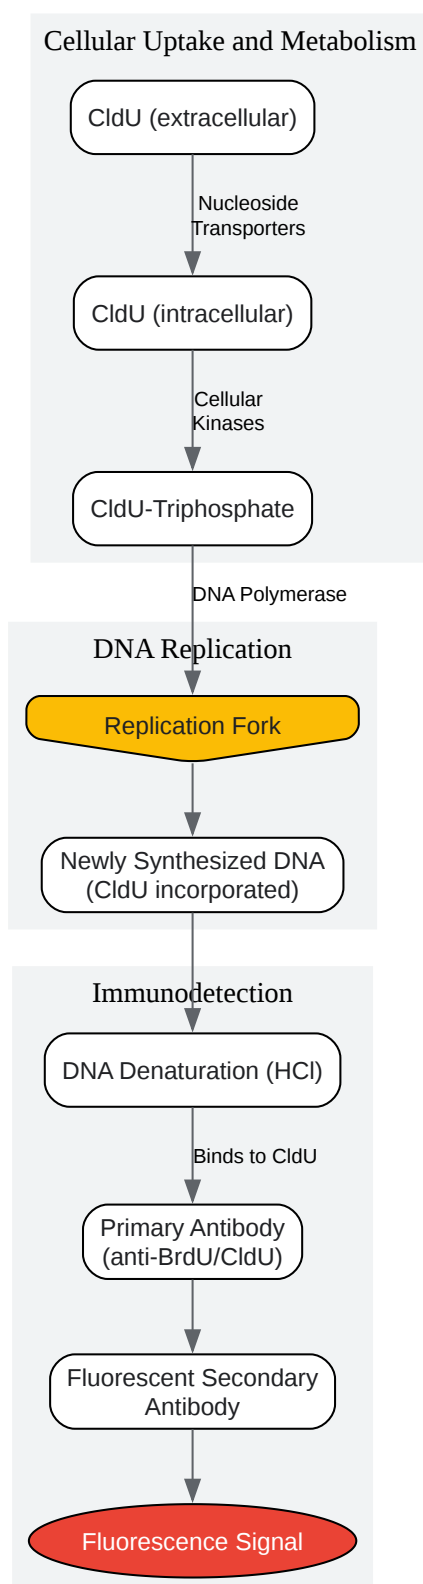 Cellular Uptake and Metabolism
CldU (extracellular)
Nucleoside
Transporters
CldU (intracellular)
Cellular
Kinases
CldU-Triphosphate
DNA Polymerase
DNA Replication
Replication Fork
Newly Synthesized DNA
(CldU incorporated)
Immunodetection
DNA Denaturation (HCl)
Binds to CldU
Primary Antibody
(anti-BrdU/CldU)
Fluorescent Secondary
Antibody
Fluorescence Signal